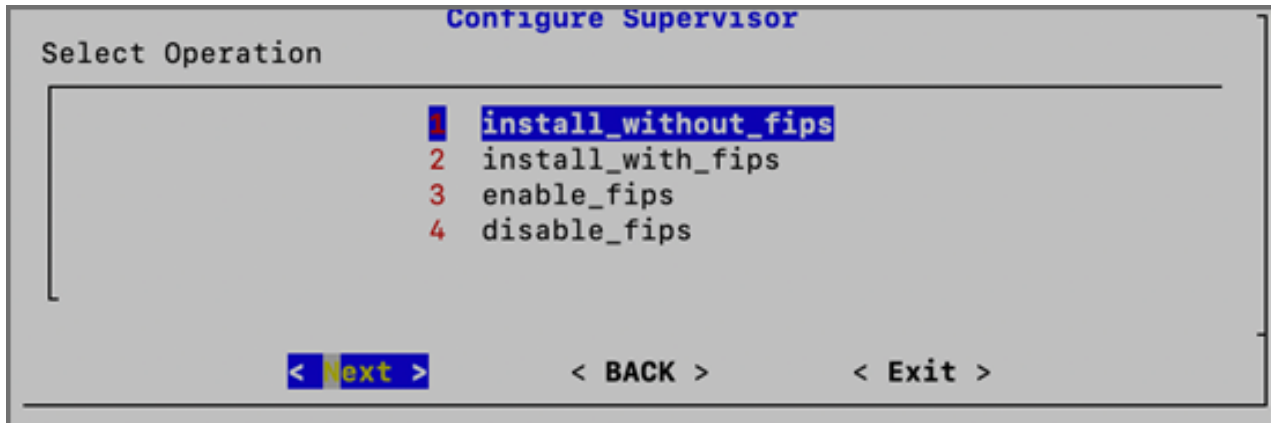 Configure Supervisor
Select Operation
1 install_without_fips
2 install_with_fips
3 enable_fips
4 disable_fips
< Next > < BACK > < Exit >